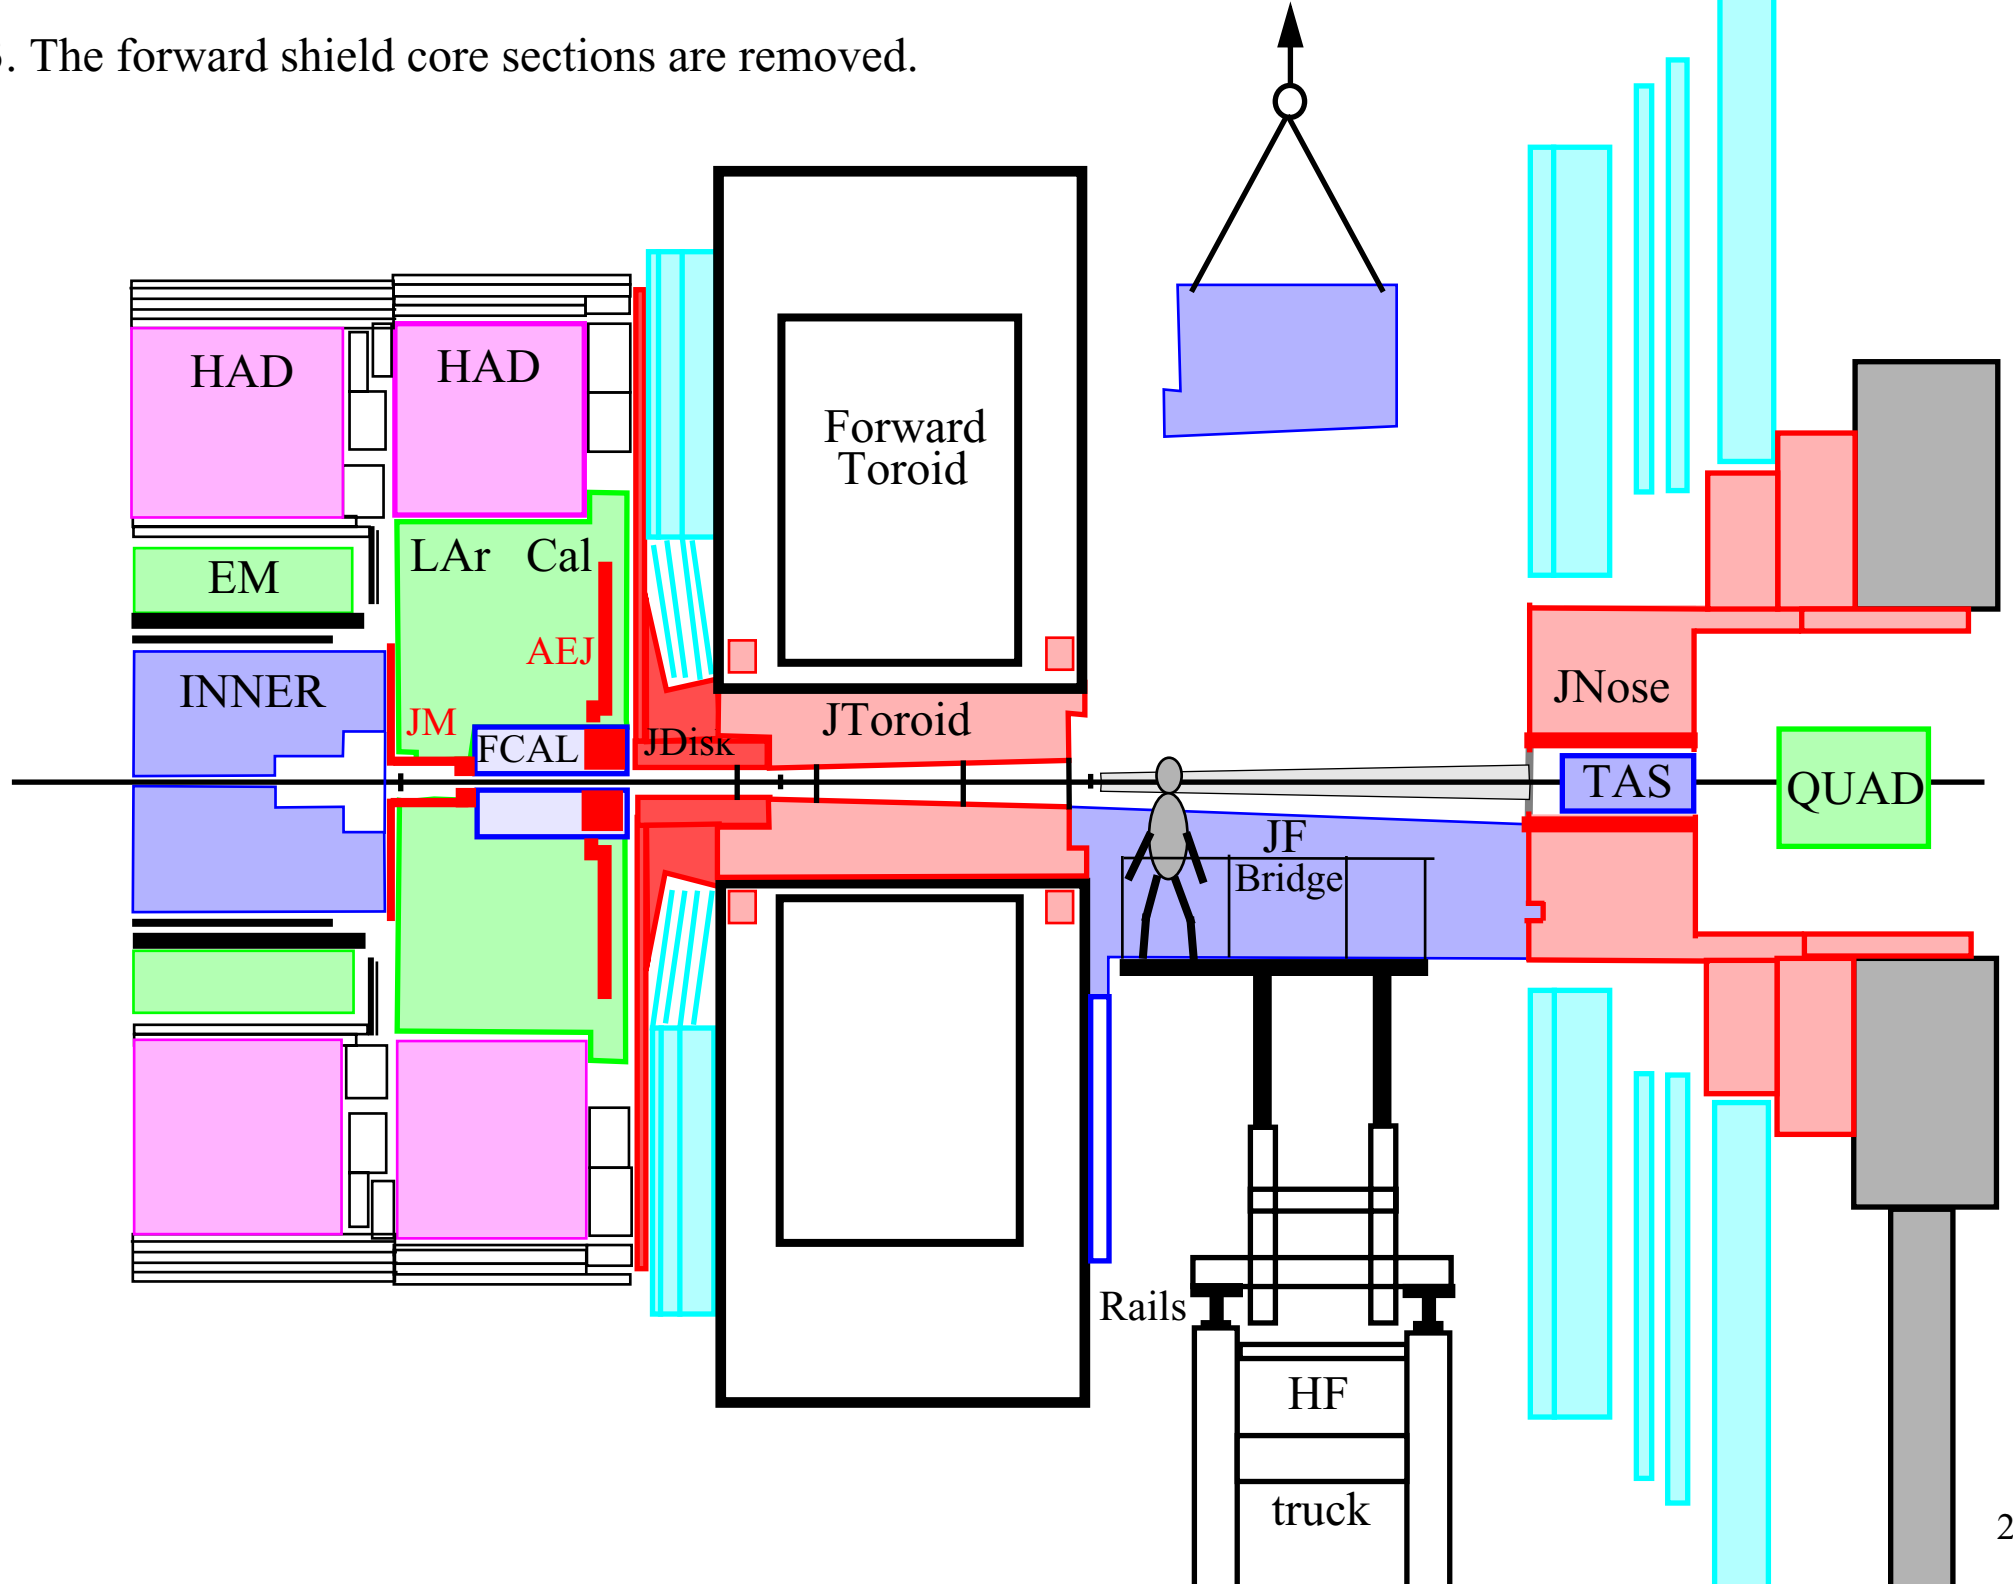 . The forward shield core sections are removed.
HAD
HAD
Forward
Toroid
LAr Cal
EM
AEJ
INNER
JM
JNose
JToroid
FCAL
JDisk
TAS
QUAD
JF
Bridge
Rails
HF
truck
2